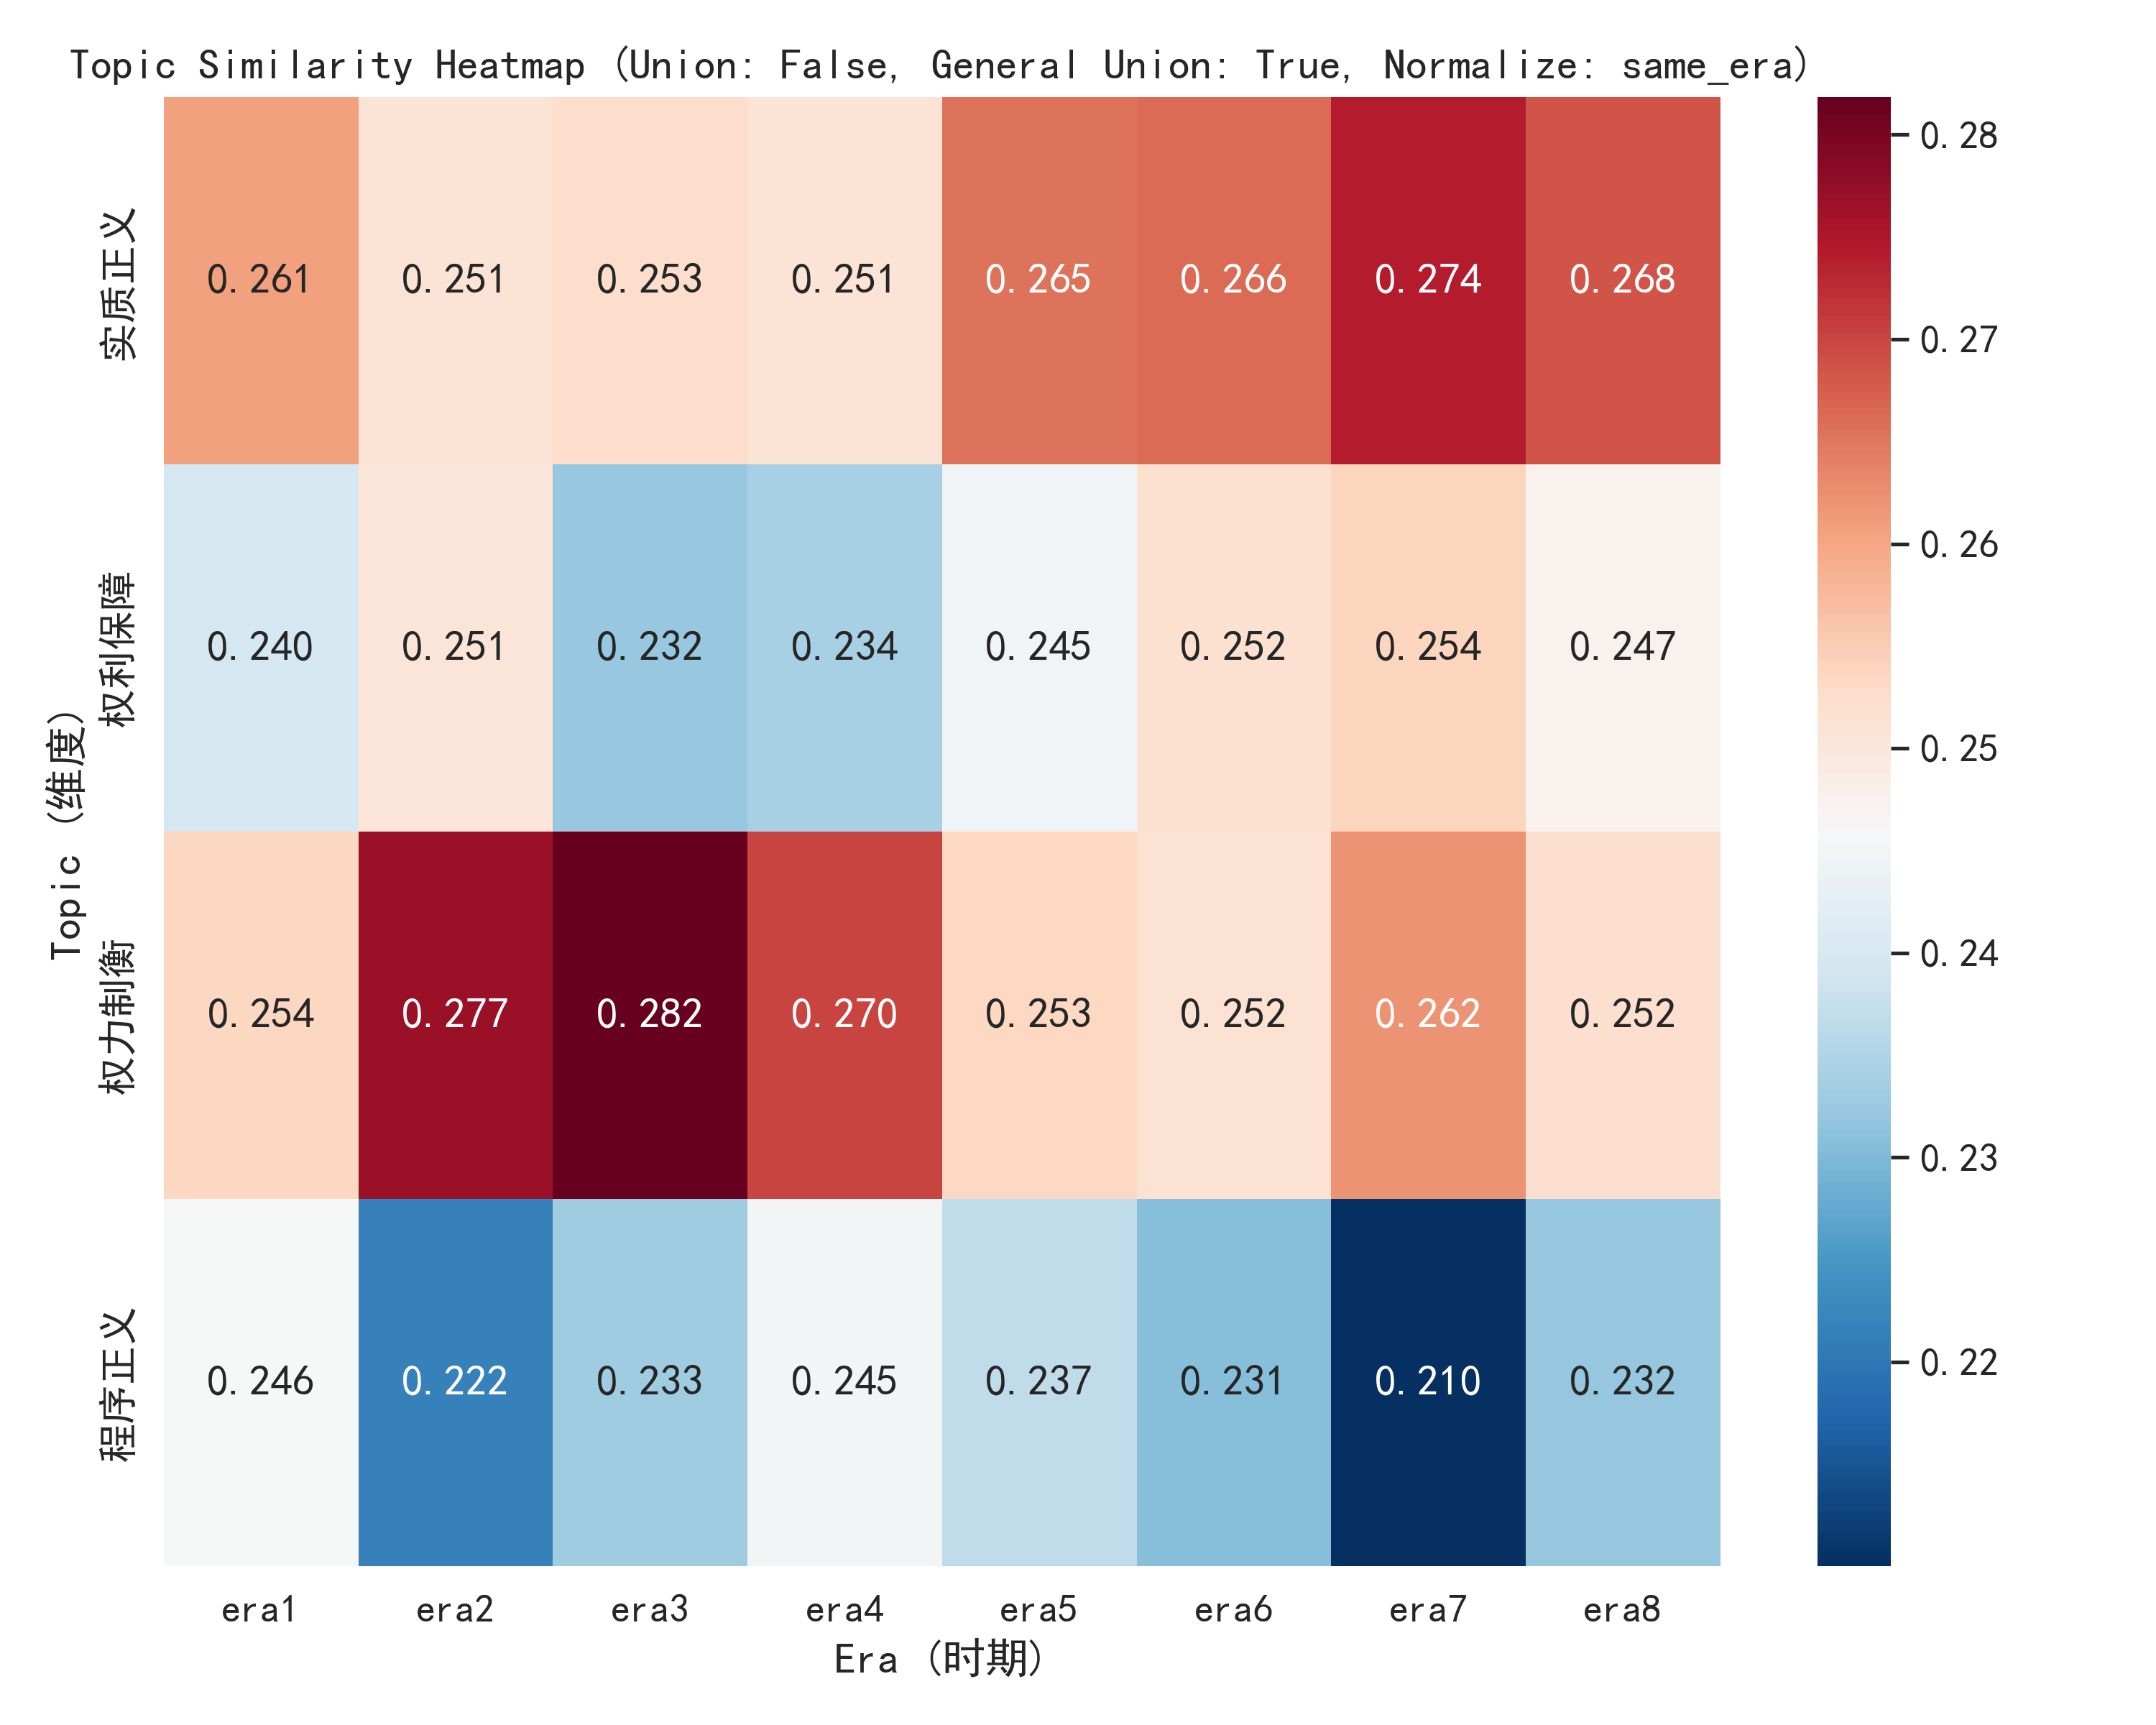 Topic Similarity Heatmap (Union: False, General Union: True, Normalize: same_era)
Topic (维度)
实质正义
0.261 0.251 0.253 0.251 0.265 0.266 0.274 0.268
权利保障
0.240 0.251 0.232 0.234 0.245 0.252 0.254 0.247
权力制衡
0.254 0.277 0.282 0.270 0.253 0.252 0.262 0.252
程序正义
0.246 0.222 0.233 0.245 0.237 0.231 0.210 0.232
era1 era2 era3 era4 era5 era6 era7 era8
Era (时期)
0.28
0.27
0.26
0.25
0.24
0.23
0.22